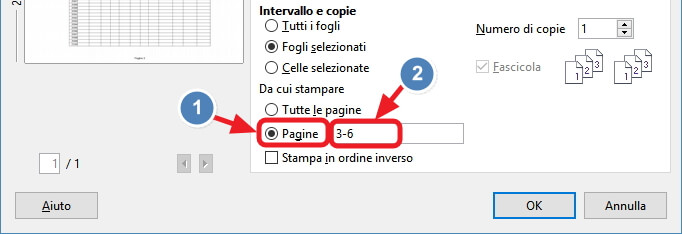 2
Intervallo e copie
Tutti i fogli
Fogli selezionati
Celle selezionate
Numero di copie 1
Fascicola
1 2 3 1 2 3
Da cui stampare
Tutte le pagine
1
2
Pagine 3-6
Stampa in ordine inverso
1 / 1
Aiuto OK Annulla